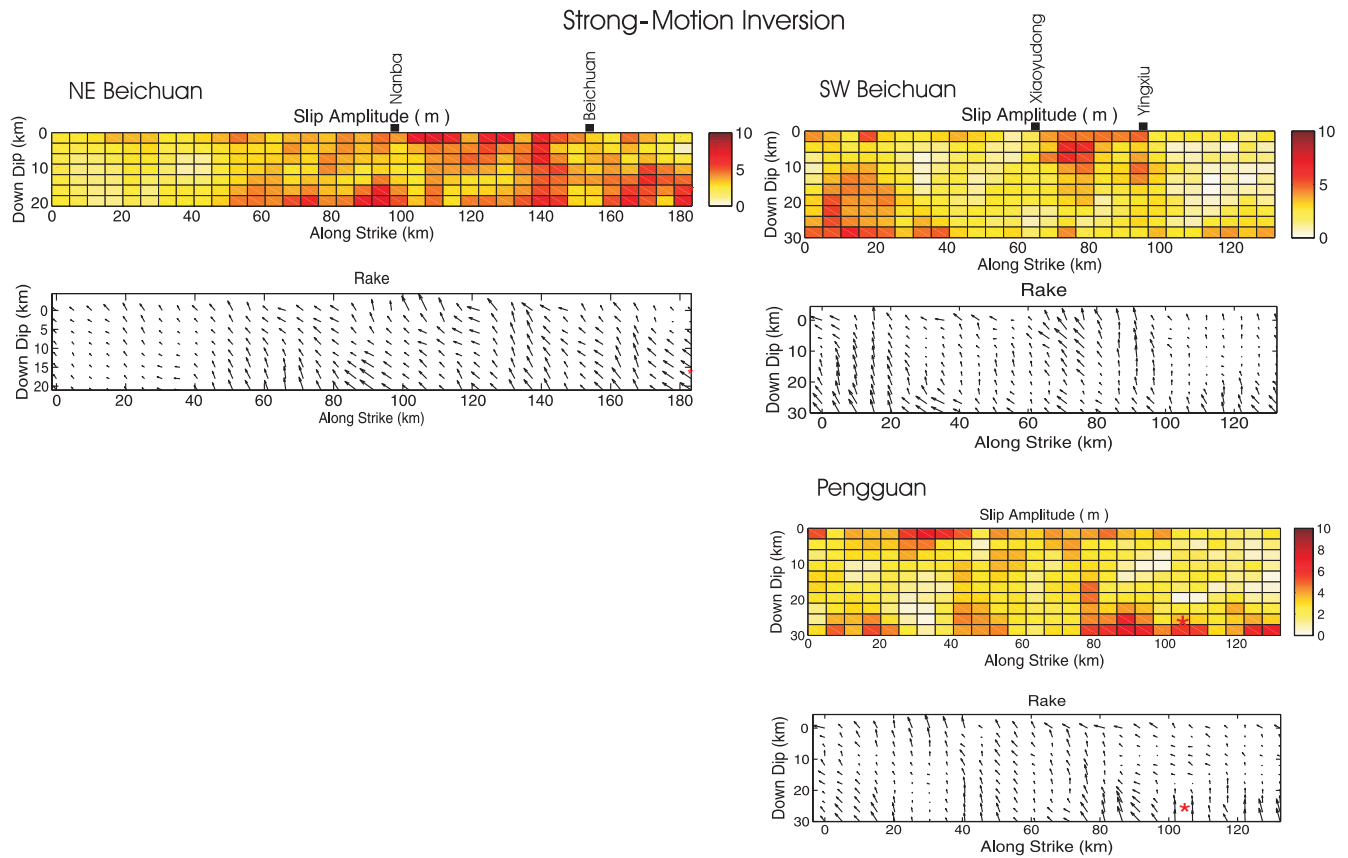 Strong-Motion Inversion
NE Beichuan
Nanba
Beichuan
Slip Amplitude ( m )
Down Dip (km)
0
10
20
0 20 40 60 80 100 120 140 160 180
Along Strike (km)
10
5
0
Rake
Down Dip (km)
0
5
10
15
20
0 20 40 60 80 100 120 140 160 180
Along Strike (km)
SW Beichuan
Xiaoyudong
Yingxiu
Slip Amplitude ( m )
Down Dip (km)
0
10
20
30
0 20 40 60 80 100 120
Along Strike (km)
10
5
0
Rake
Down Dip (km)
0
10
20
30
0 20 40 60 80 100 120
Along Strike (km)
Pengguan
Slip Amplitude ( m )
Down Dip (km)
0
10
20
30
0 20 40 60 80 100 120
Along Strike (km)
10
8
6
4
2
0
Rake
Down Dip (km)
0
10
20
30
0 20 40 60 80 100 120
Along Strike (km)